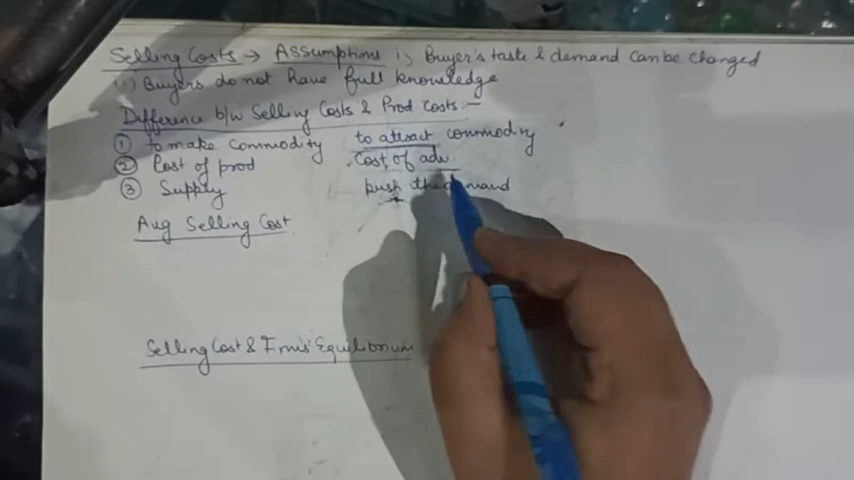 Selling Costs → Assumptions i) Buyer's taste & demand can be changed
ii) Buyers do not have full knowledge
Difference b/w Selling Costs & Prod. Costs :-
① to make commodity to attract commodity
② Cost of prod Cost of adv
③ Supply push the demand
Avg Selling Cost
Selling Cost & Firms' Equilibrium